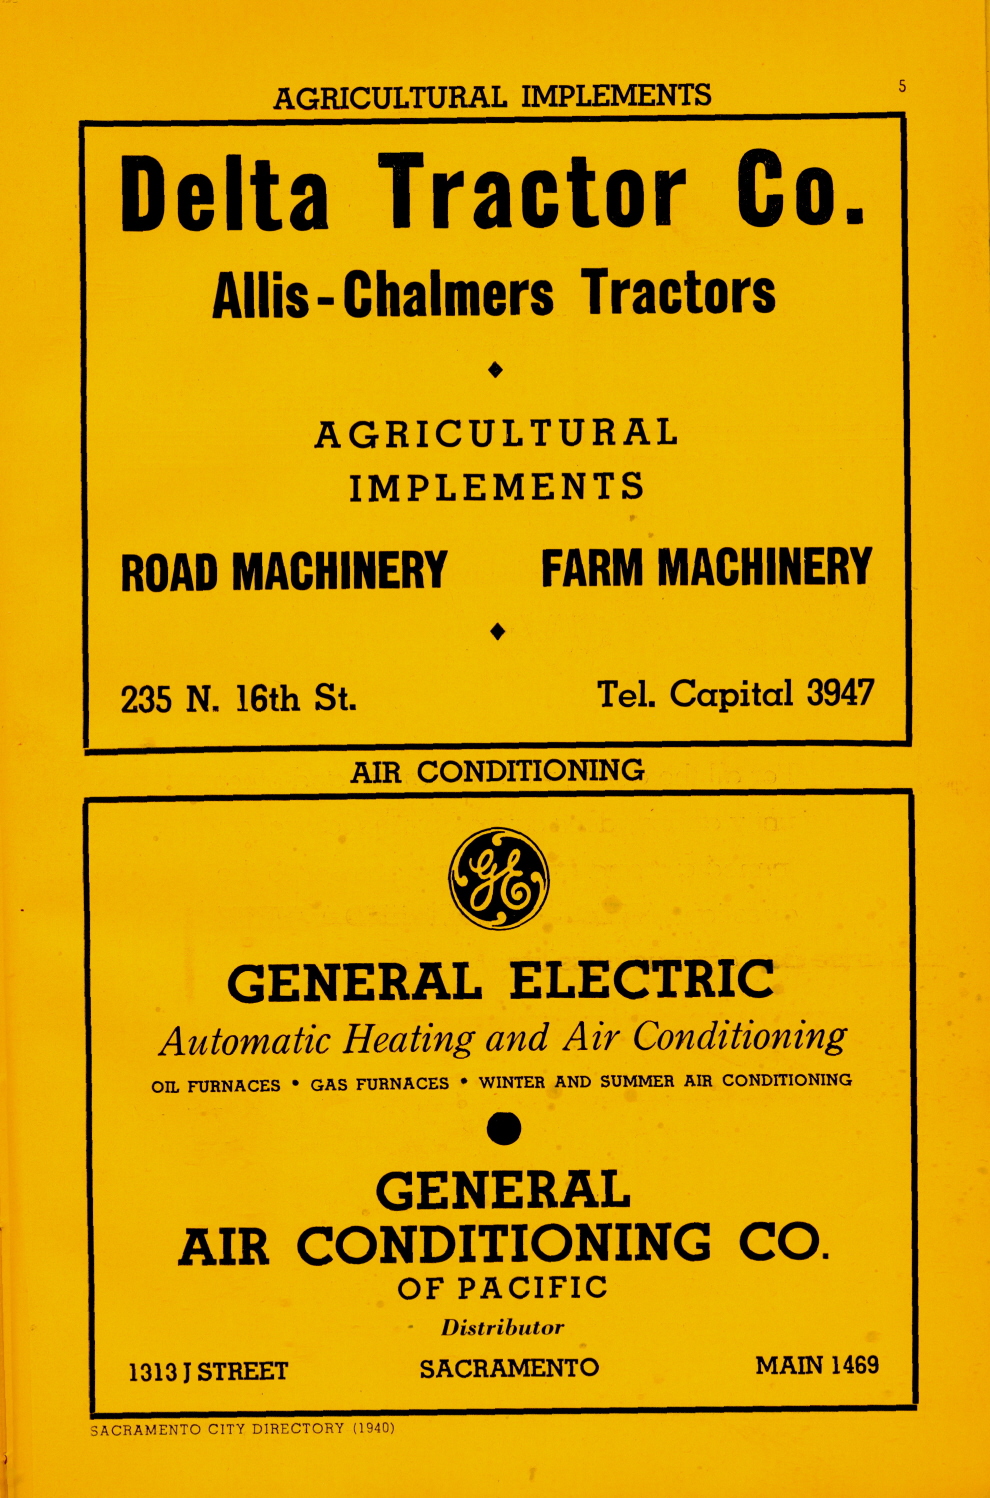 5
AGRICULTURAL IMPLEMENTS
Delta Tractor Co.
Allis-Chalmers Tractors
AGRICULTURAL
IMPLEMENTS
ROAD MACHINERY FARM MACHINERY
235 N. 16th St. Tel. Capital 3947
AIR CONDITIONING
GE
GENERAL ELECTRIC
Automatic Heating and Air Conditioning
OIL FURNACES • GAS FURNACES • WINTER AND SUMMER AIR CONDITIONING
GENERAL
AIR CONDITIONING CO.
OF PACIFIC
Distributor
1313 J STREET SACRAMENTO MAIN 1469
SACRAMENTO CITY DIRECTORY (1940)